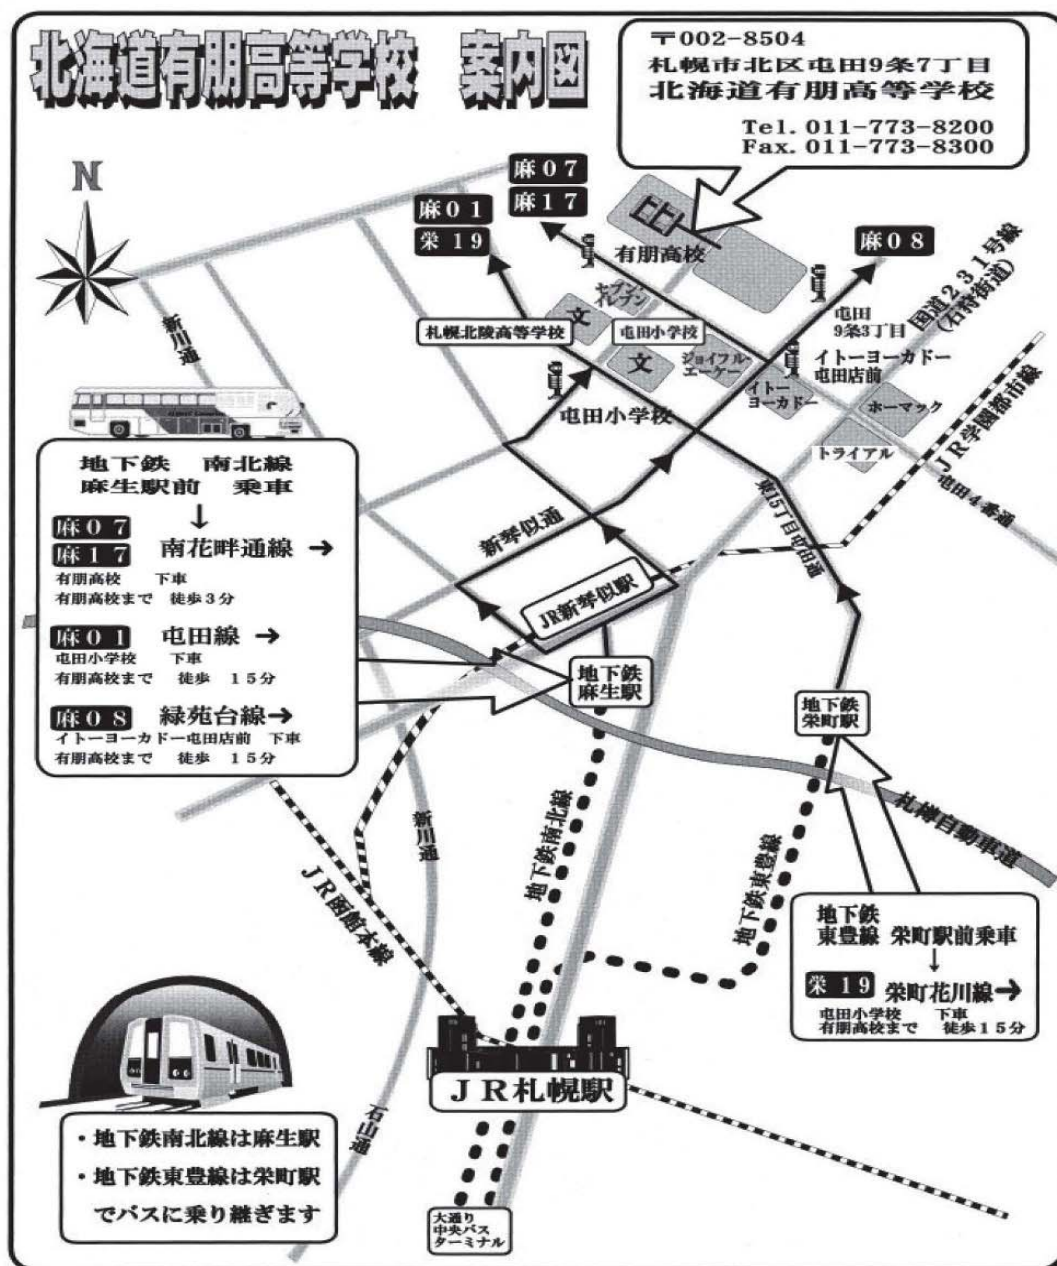 北海道有朋高等学校　案内図
〒002-8504
札幌市北区屯田9条7丁目
北海道有朋高等学校
Tel. 011-773-8200
Fax. 011-773-8300
N
麻07
麻17
麻01
栄19
麻08
有朋高校
国道231号線
(石狩街道)
新川通
セブンイレブン
屯田
9条3丁目
札幌北陵高等学校
文
屯田小学校
文
ジョイフル・
エーケー
イトーヨーカドー
屯田店前
イトー
ヨーカドー
ホーマック
屯田小学校
トライアル
JR学園都市線
屯田4番通
東15丁目屯田通
新琴似通
JR新琴似駅
地下鉄　南北線
麻生駅前　乗車
↓
麻07
麻17
南花畔通線 →
有朋高校　下車
有朋高校まで　徒歩3分
麻01　屯田線 →
屯田小学校　下車
有朋高校まで　徒歩　15分
麻08　緑苑台線→
イトーヨーカドー屯田店前　下車
有朋高校まで　徒歩　15分
地下鉄
麻生駅
地下鉄
栄町駅
札樽自動車道
新川通
地下鉄南北線
地下鉄東豊線
JR函館本線
地下鉄
東豊線　栄町駅前乗車
↓
栄19　栄町花川線→
屯田小学校　下車
有朋高校まで　徒歩15分
JR札幌駅
石山通
・地下鉄南北線は麻生駅
・地下鉄東豊線は栄町駅
でバスに乗り継ぎます
大通り
中央バス
ターミナル